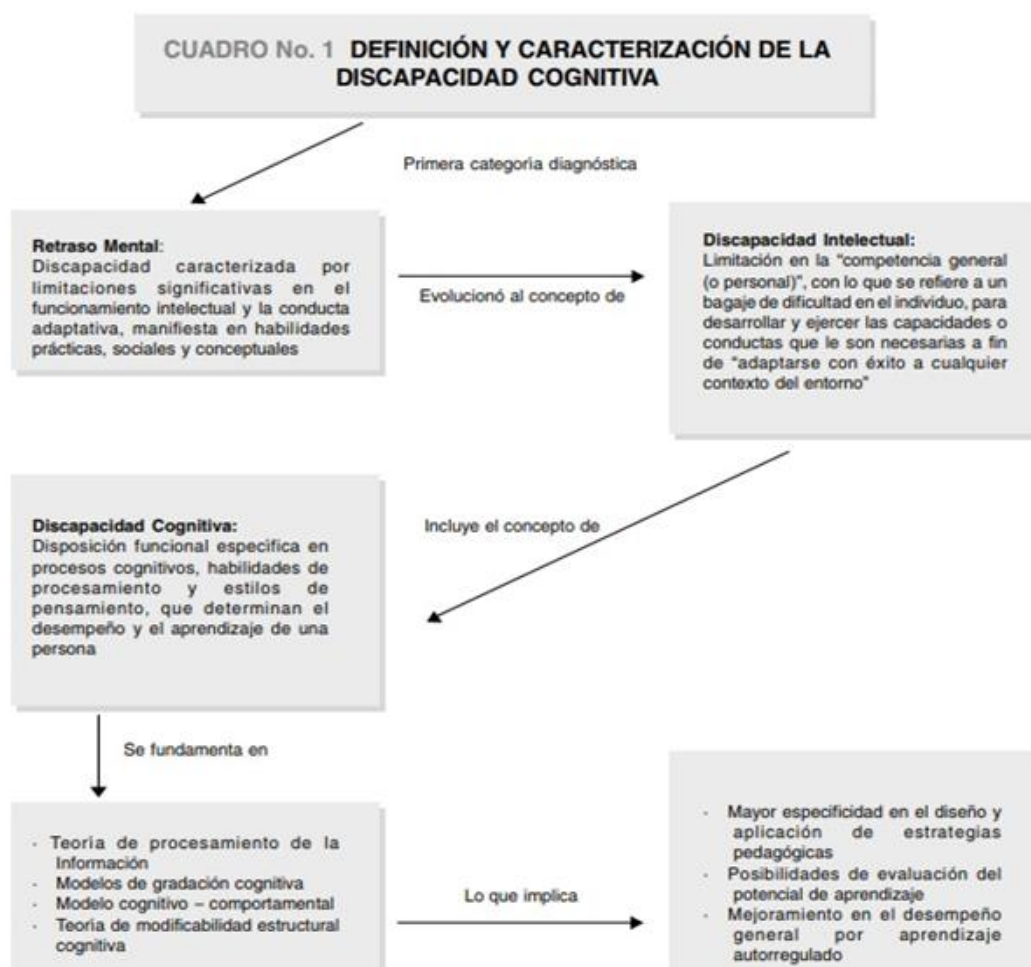 CUADRO No. 1 DEFINICIÓN Y CARACTERIZACIÓN DE LA
DISCAPACIDAD COGNITIVA
Primera categoria diagnóstica
Retraso Mental:
Discapacidad caracterizada por
limitaciones significativas en el
funcionamiento intelectual y la conducta
adaptativa, manifiesta en habilidades
prácticas, sociales y conceptuales
Evolucionó al concepto de
Discapacidad Intelectual:
Limitación en la "competencia general
(o personal)", con lo que se refiere a un
bagaje de dificultad en el individuo, para
desarrollar y ejercer las capacidades o
conductas que le son necesarias a fin
de "adaptarse con éxito a cualquier
contexto del entorno"
Incluye el concepto de
Discapacidad Cognitiva:
Disposición funcional especifica en
procesos cognitivos, habilidades de
procesamiento y estilos de
pensamiento, que determinan el
desempeño y el aprendizaje de una
persona
Se fundamenta en
- Teorìa de procesamiento de la
Información
- Modelos de gradación cognitiva
- Modelo cognitivo – comportamental
- Teorìa de modificabilidad estructural
cognitiva
Lo que implica
- Mayor especificidad en el diseño y
aplicación de estrategias
pedagógicas
- Posibilidades de evaluación del
potencial de aprendizaje
- Mejoramiento en el desempeño
general por aprendizaje
autorregulado